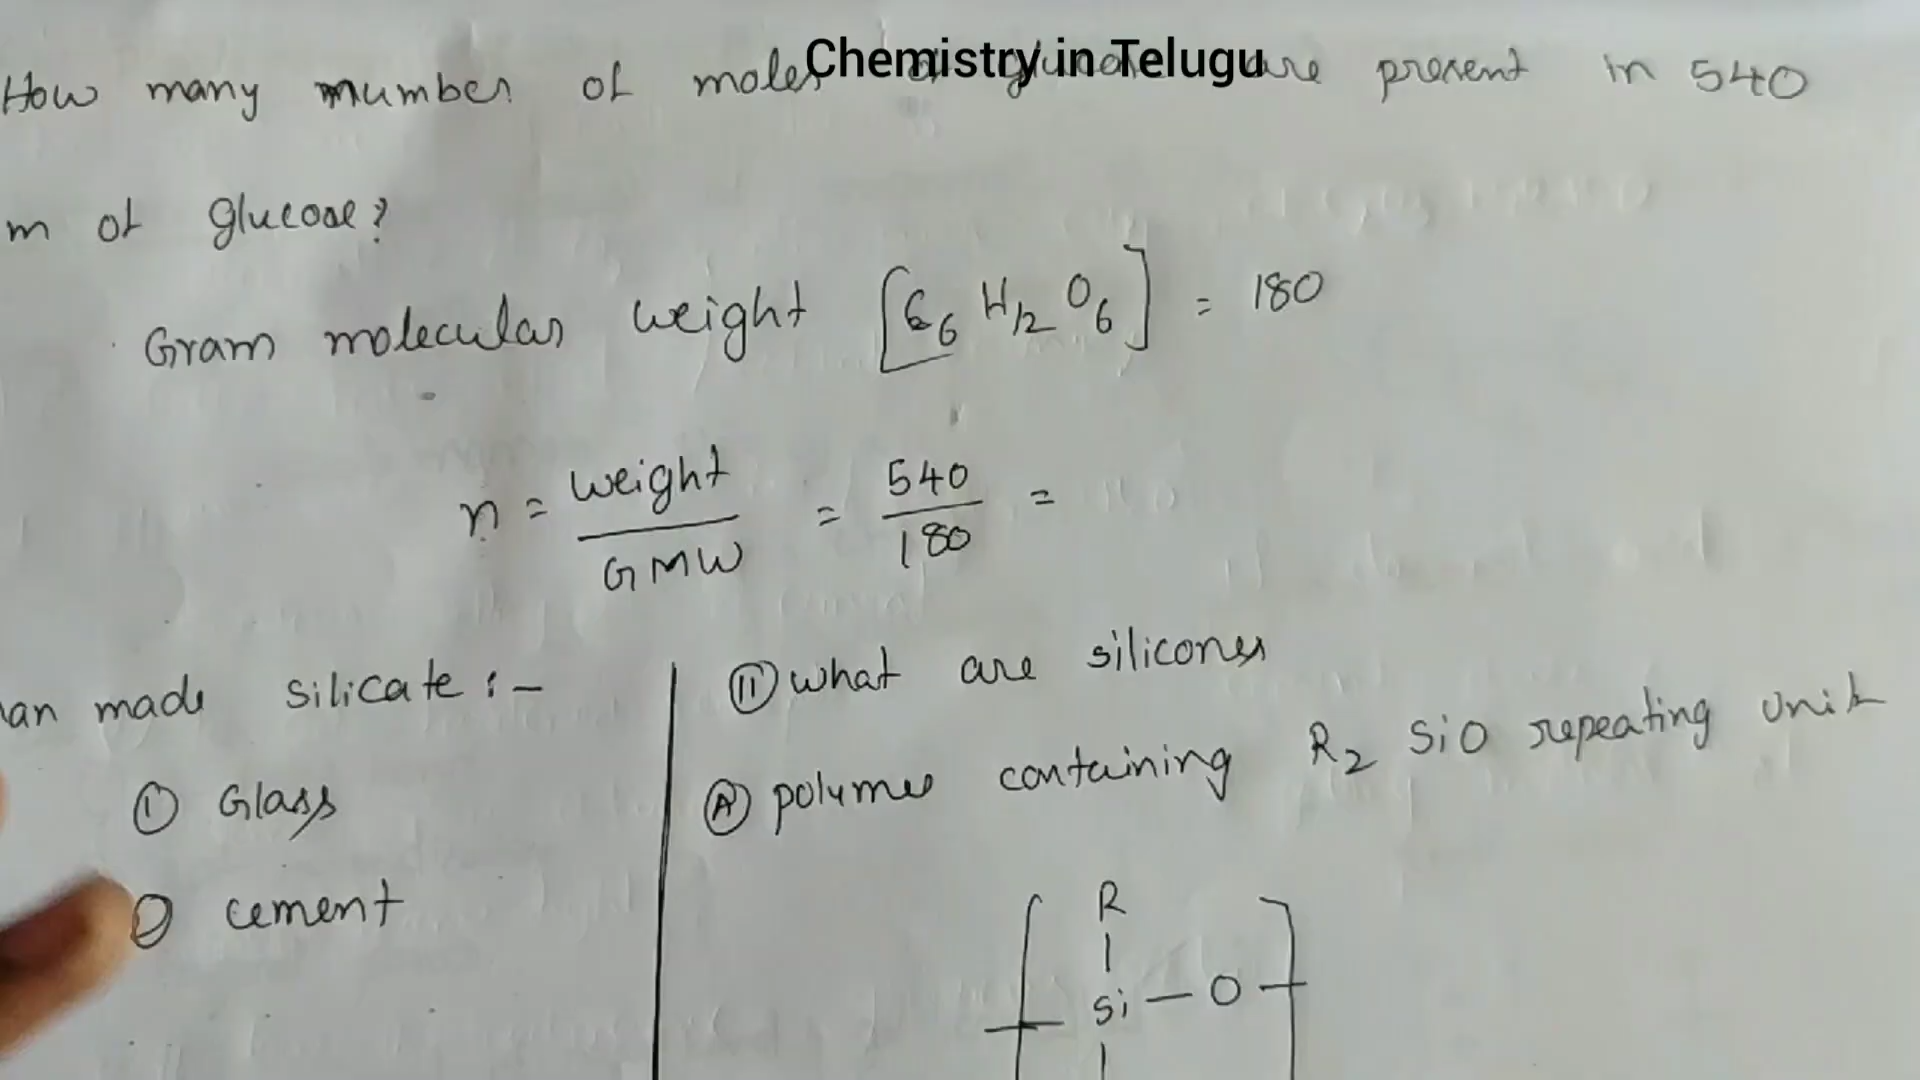 Chemistry in Telugu
How many number of moles are present in 540
m of glucose?
Gram molecular weight [C6 H12 O6] = 180
n = weight / GMW = 540 / 180 =
an made silicate :-
① Glass
② cement
⑪ what are silicones
Ⓐ polymer containing R2 SiO repeating unit
R
Si — O